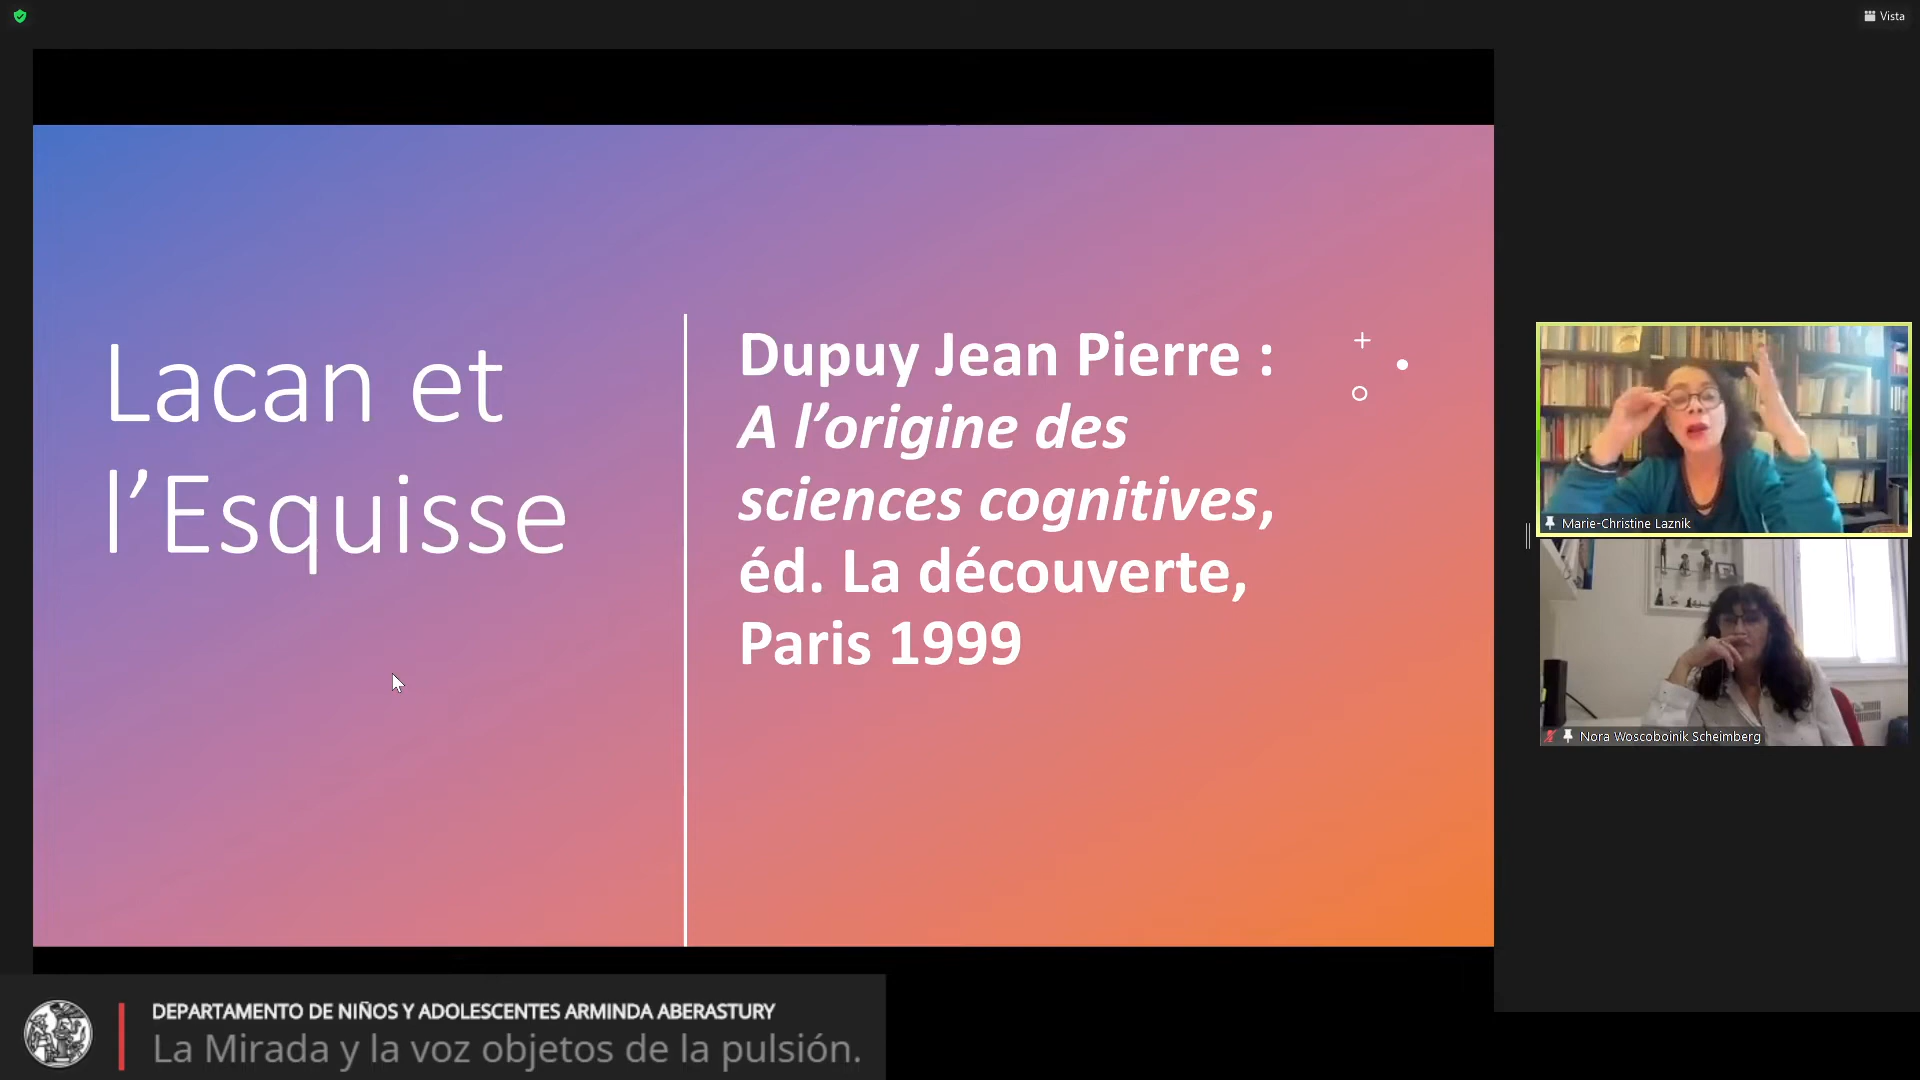 Vista
Lacan et
l’Esquisse
Dupuy Jean Pierre :
A l’origine des
sciences cognitives,
éd. La découverte,
Paris 1999
Marie-Christine Laznik
Nora Woscoboinik Scheimberg
DEPARTAMENTO DE NIÑOS Y ADOLESCENTES ARMINDA ABERASTURY
La Mirada y la voz objetos de la pulsión.